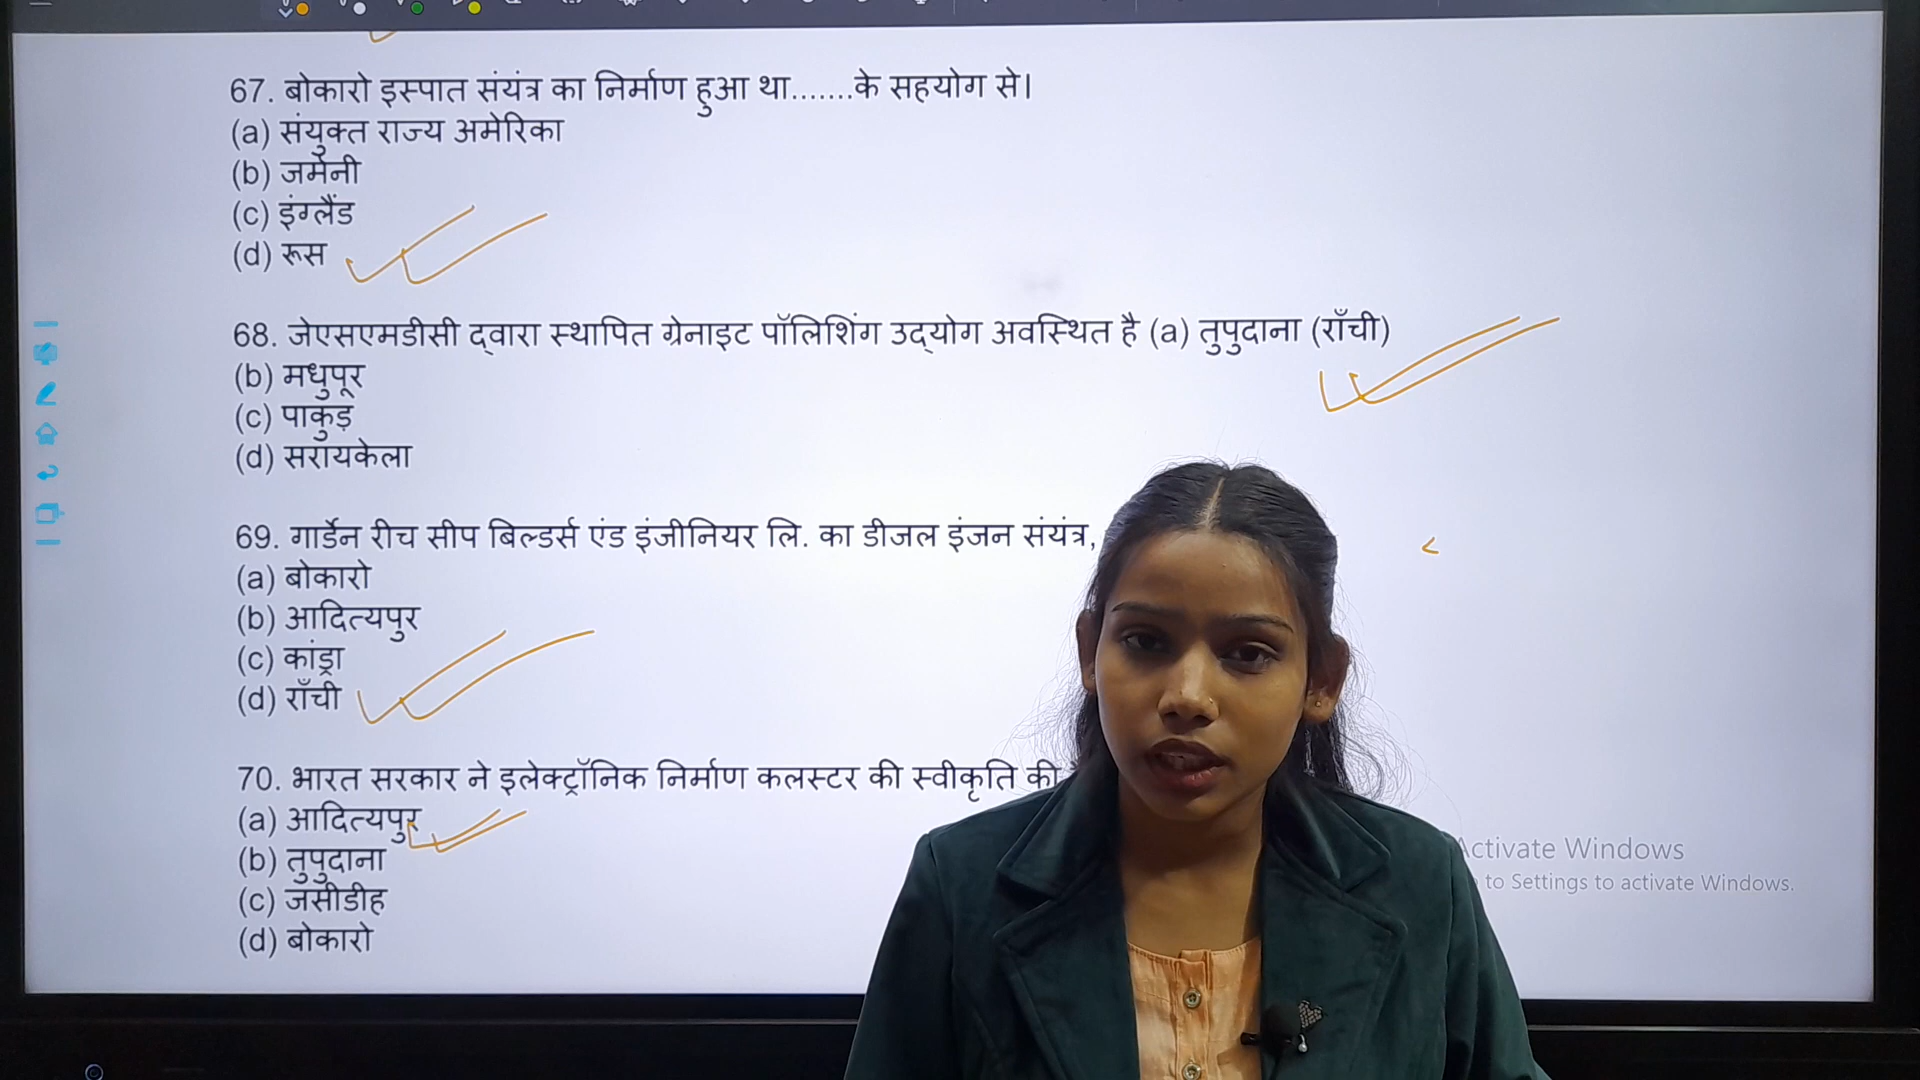 67. बोकारो इस्पात संयंत्र का निर्माण हुआ था.......के सहयोग से।
(a) संयुक्त राज्य अमेरिका
(b) जर्मनी
(c) इंग्लैंड
(d) रूस
68. जेएसएमडीसी द्वारा स्थापित ग्रेनाइट पॉलिशिंग उद्योग अवस्थित है (a) तुपुदाना (राँची)
(b) मधुपूर
(c) पाकुड़
(d) सरायकेला
69. गार्डेन रीच सीप बिल्डर्स एंड इंजीनियर लि. का डीजल इंजन संयंत्र,
(a) बोकारो
(b) आदित्यपुर
(c) कांड्रा
(d) राँची
70. भारत सरकार ने इलेक्ट्रॉनिक निर्माण कलस्टर की स्वीकृति की
(a) आदित्यपुर
(b) तुपुदाना
(c) जसीडीह
(d) बोकारो
Activate Windows
to Settings to activate Windows.